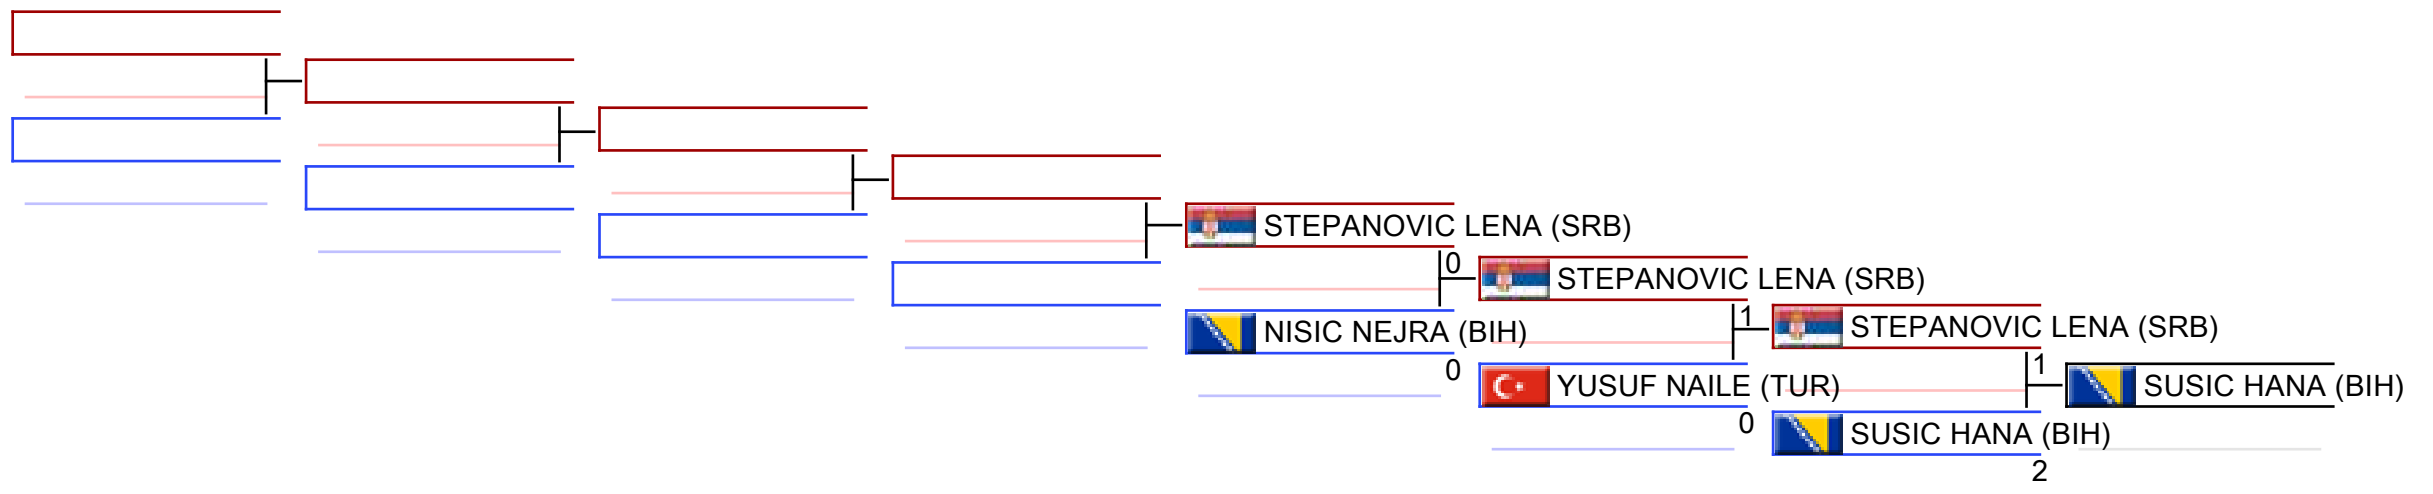 STEPANOVIC LENA (SRB)
0
STEPANOVIC LENA (SRB)
NISIC NEJRA (BIH)
0
1
STEPANOVIC LENA (SRB)
YUSUF NAILE (TUR)
0
1
SUSIC HANA (BIH)
SUSIC HANA (BIH)
2